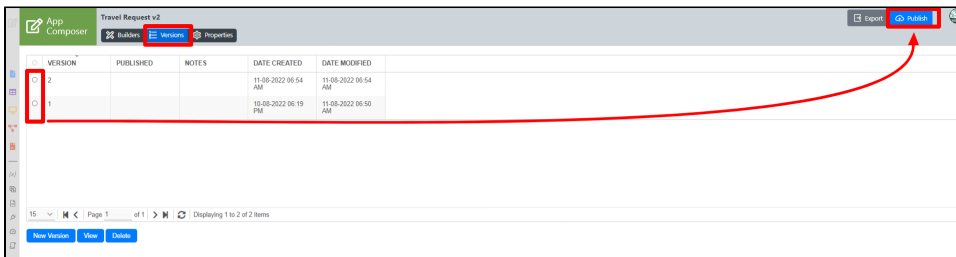 App Composer
Travel Request v2
Builders Versions Properties
Export Publish
VERSION PUBLISHED NOTES DATE CREATED DATE MODIFIED
2 11-08-2022 06:54 AM 11-08-2022 06:54 AM
1 10-08-2022 06:19 PM 11-08-2022 06:50 AM
15 Page 1 of 1 Displaying 1 to 2 of 2 items
New Version View Delete